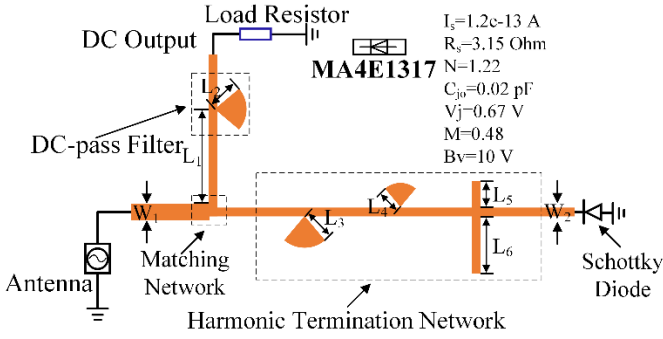 Load Resistor
DC Output
MA4E1317
Iₛ=1.2e-13 A
Rₛ=3.15 Ohm
N=1.22
Cⱼₒ=0.02 pF
Vj=0.67 V
M=0.48
Bv=10 V
L₂
DC-pass Filter
L₁
W₁
L₃
L₄
L₅
L₆
W₂
Antenna
Matching
Network
Schottky
Diode
Harmonic Termination Network